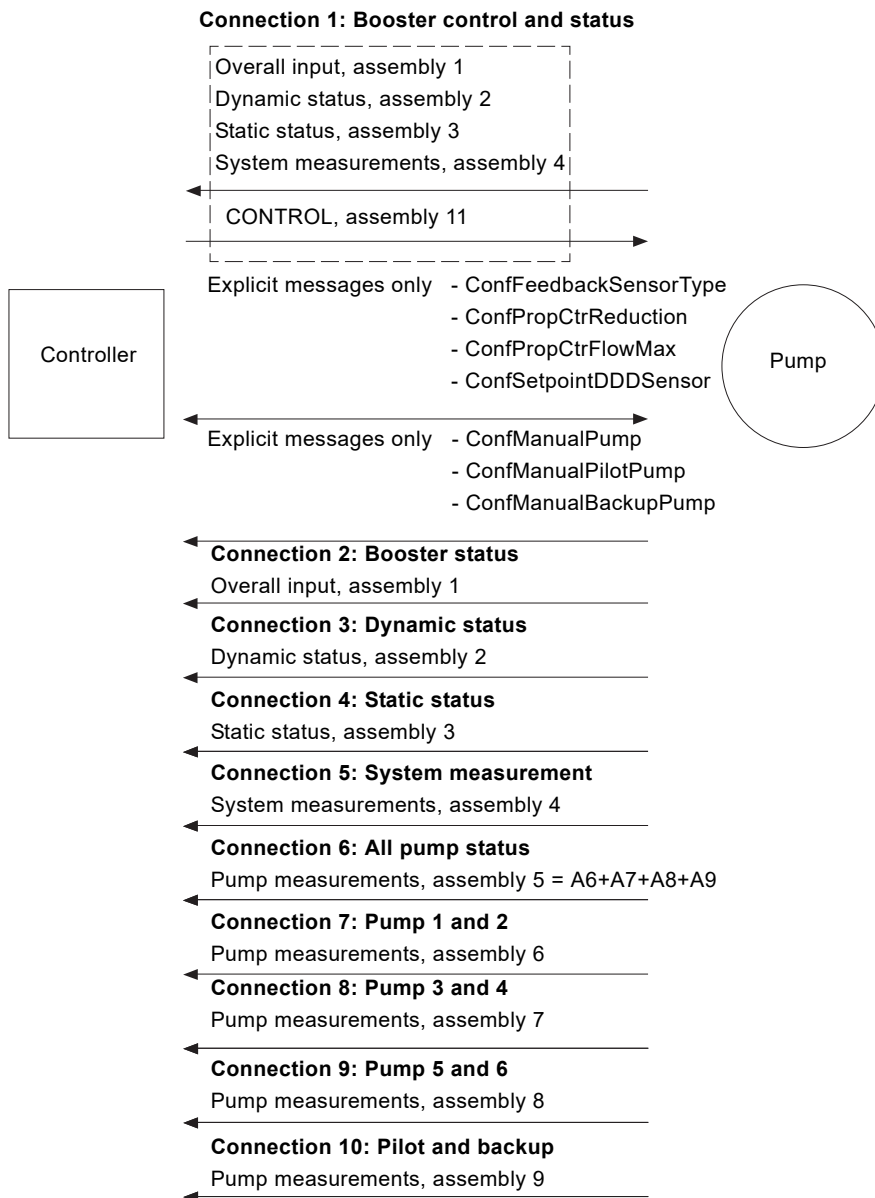 Connection 1: Booster control and status
Overall input, assembly 1
Dynamic status, assembly 2
Static status, assembly 3
System measurements, assembly 4
CONTROL, assembly 11
Explicit messages only - ConfFeedbackSensorType
- ConfPropCtrReduction
- ConfPropCtrFlowMax
- ConfSetpointDDDSensor
Controller
Pump
Explicit messages only - ConfManualPump
- ConfManualPilotPump
- ConfManualBackupPump
Connection 2: Booster status
Overall input, assembly 1
Connection 3: Dynamic status
Dynamic status, assembly 2
Connection 4: Static status
Static status, assembly 3
Connection 5: System measurement
System measurements, assembly 4
Connection 6: All pump status
Pump measurements, assembly 5 = A6+A7+A8+A9
Connection 7: Pump 1 and 2
Pump measurements, assembly 6
Connection 8: Pump 3 and 4
Pump measurements, assembly 7
Connection 9: Pump 5 and 6
Pump measurements, assembly 8
Connection 10: Pilot and backup
Pump measurements, assembly 9